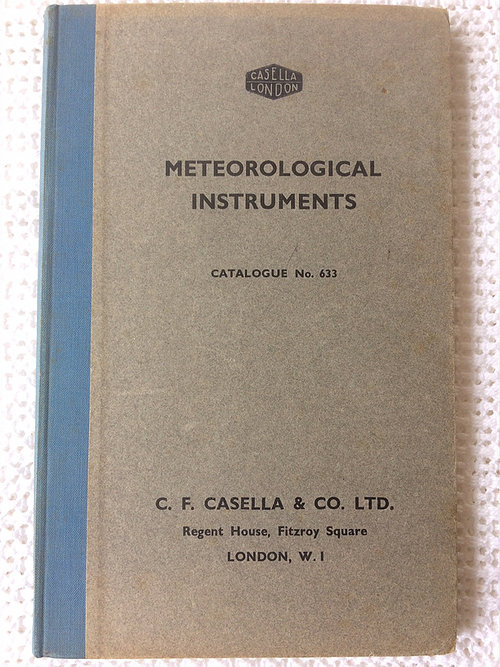 CASELLA
LONDON
METEOROLOGICAL
INSTRUMENTS
CATALOGUE No. 633
C. F. CASELLA & CO. LTD.
Regent House, Fitzroy Square
LONDON, W. 1